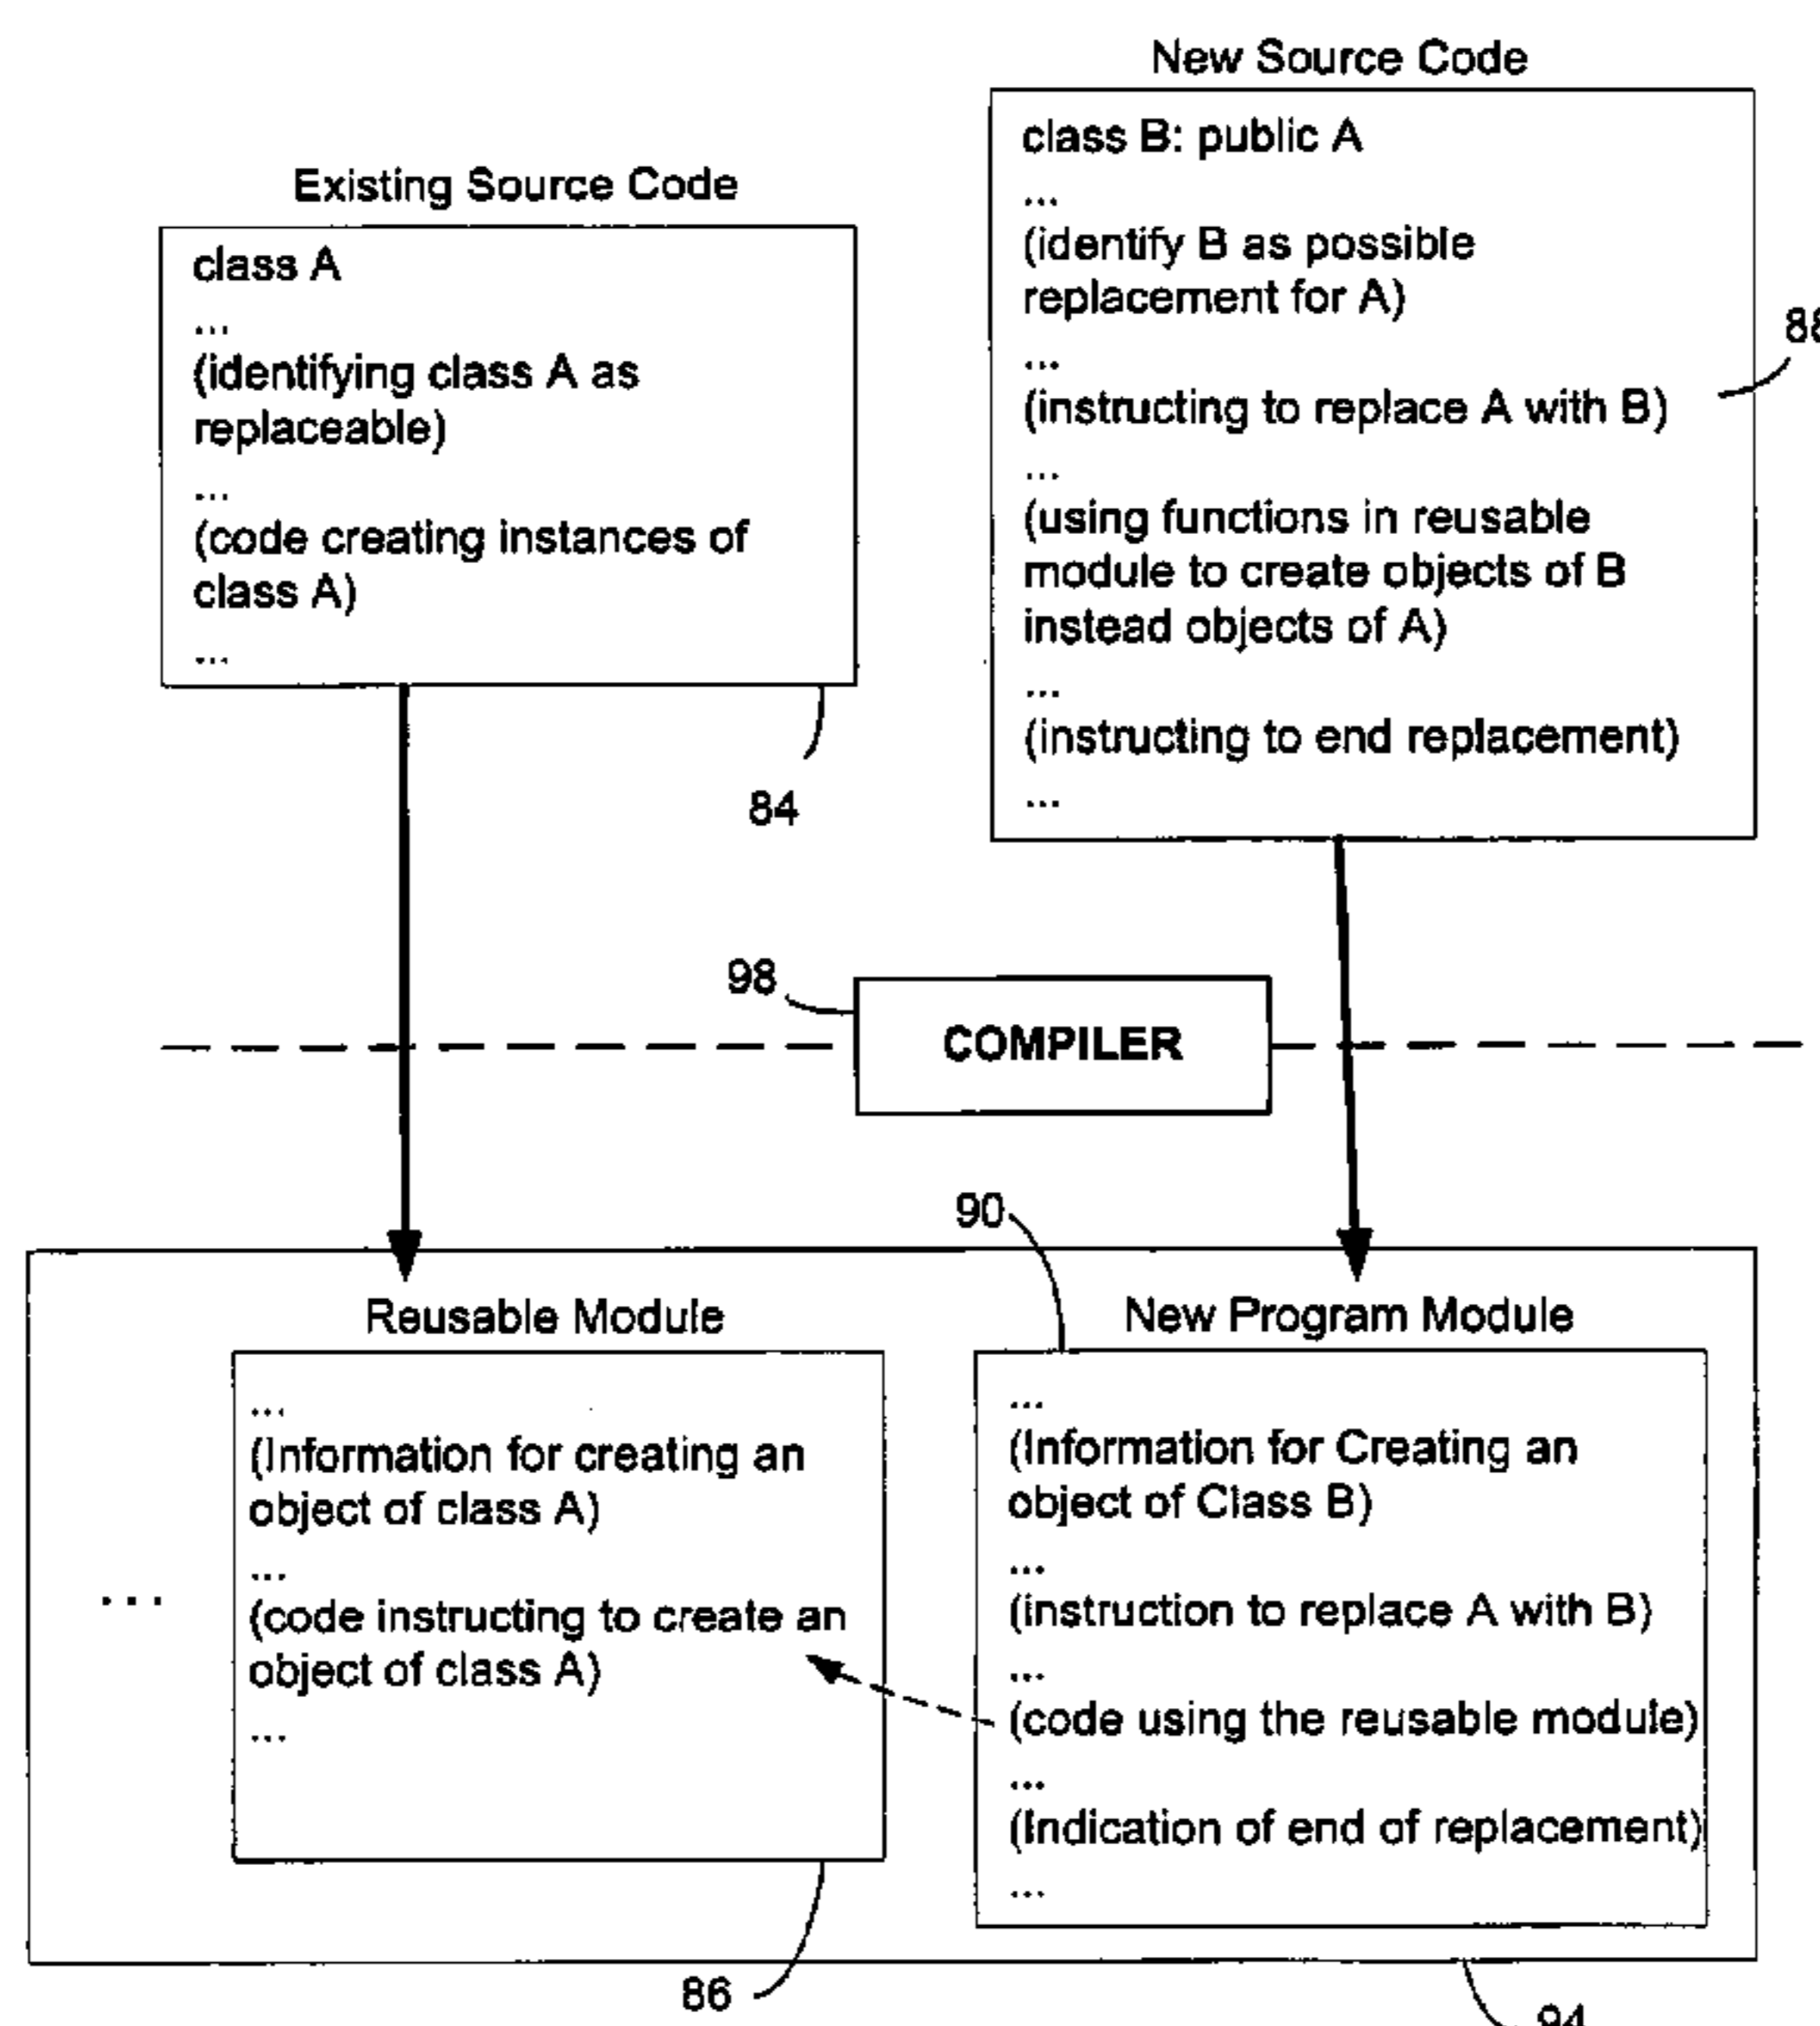 New Source Code
class B: public A
...
(identify B as possible
replacement for A)
...
(instructing to replace A with B)
...
(using functions in reusable
module to create objects of B
instead objects of A)
...
(instructing to end replacement)
...
88
Existing Source Code
class A
...
(identifying class A as
replaceable)
...
(code creating instances of
class A)
...
84
98
COMPILER
90
...
Reusable Module
...
(Information for creating an
object of class A)
...
(code instructing to create an
object of class A)
...
86
New Program Module
...
(Information for Creating an
object of Class B)
...
(instruction to replace A with B)
...
(code using the reusable module)
...
(Indication of end of replacement)
...
94